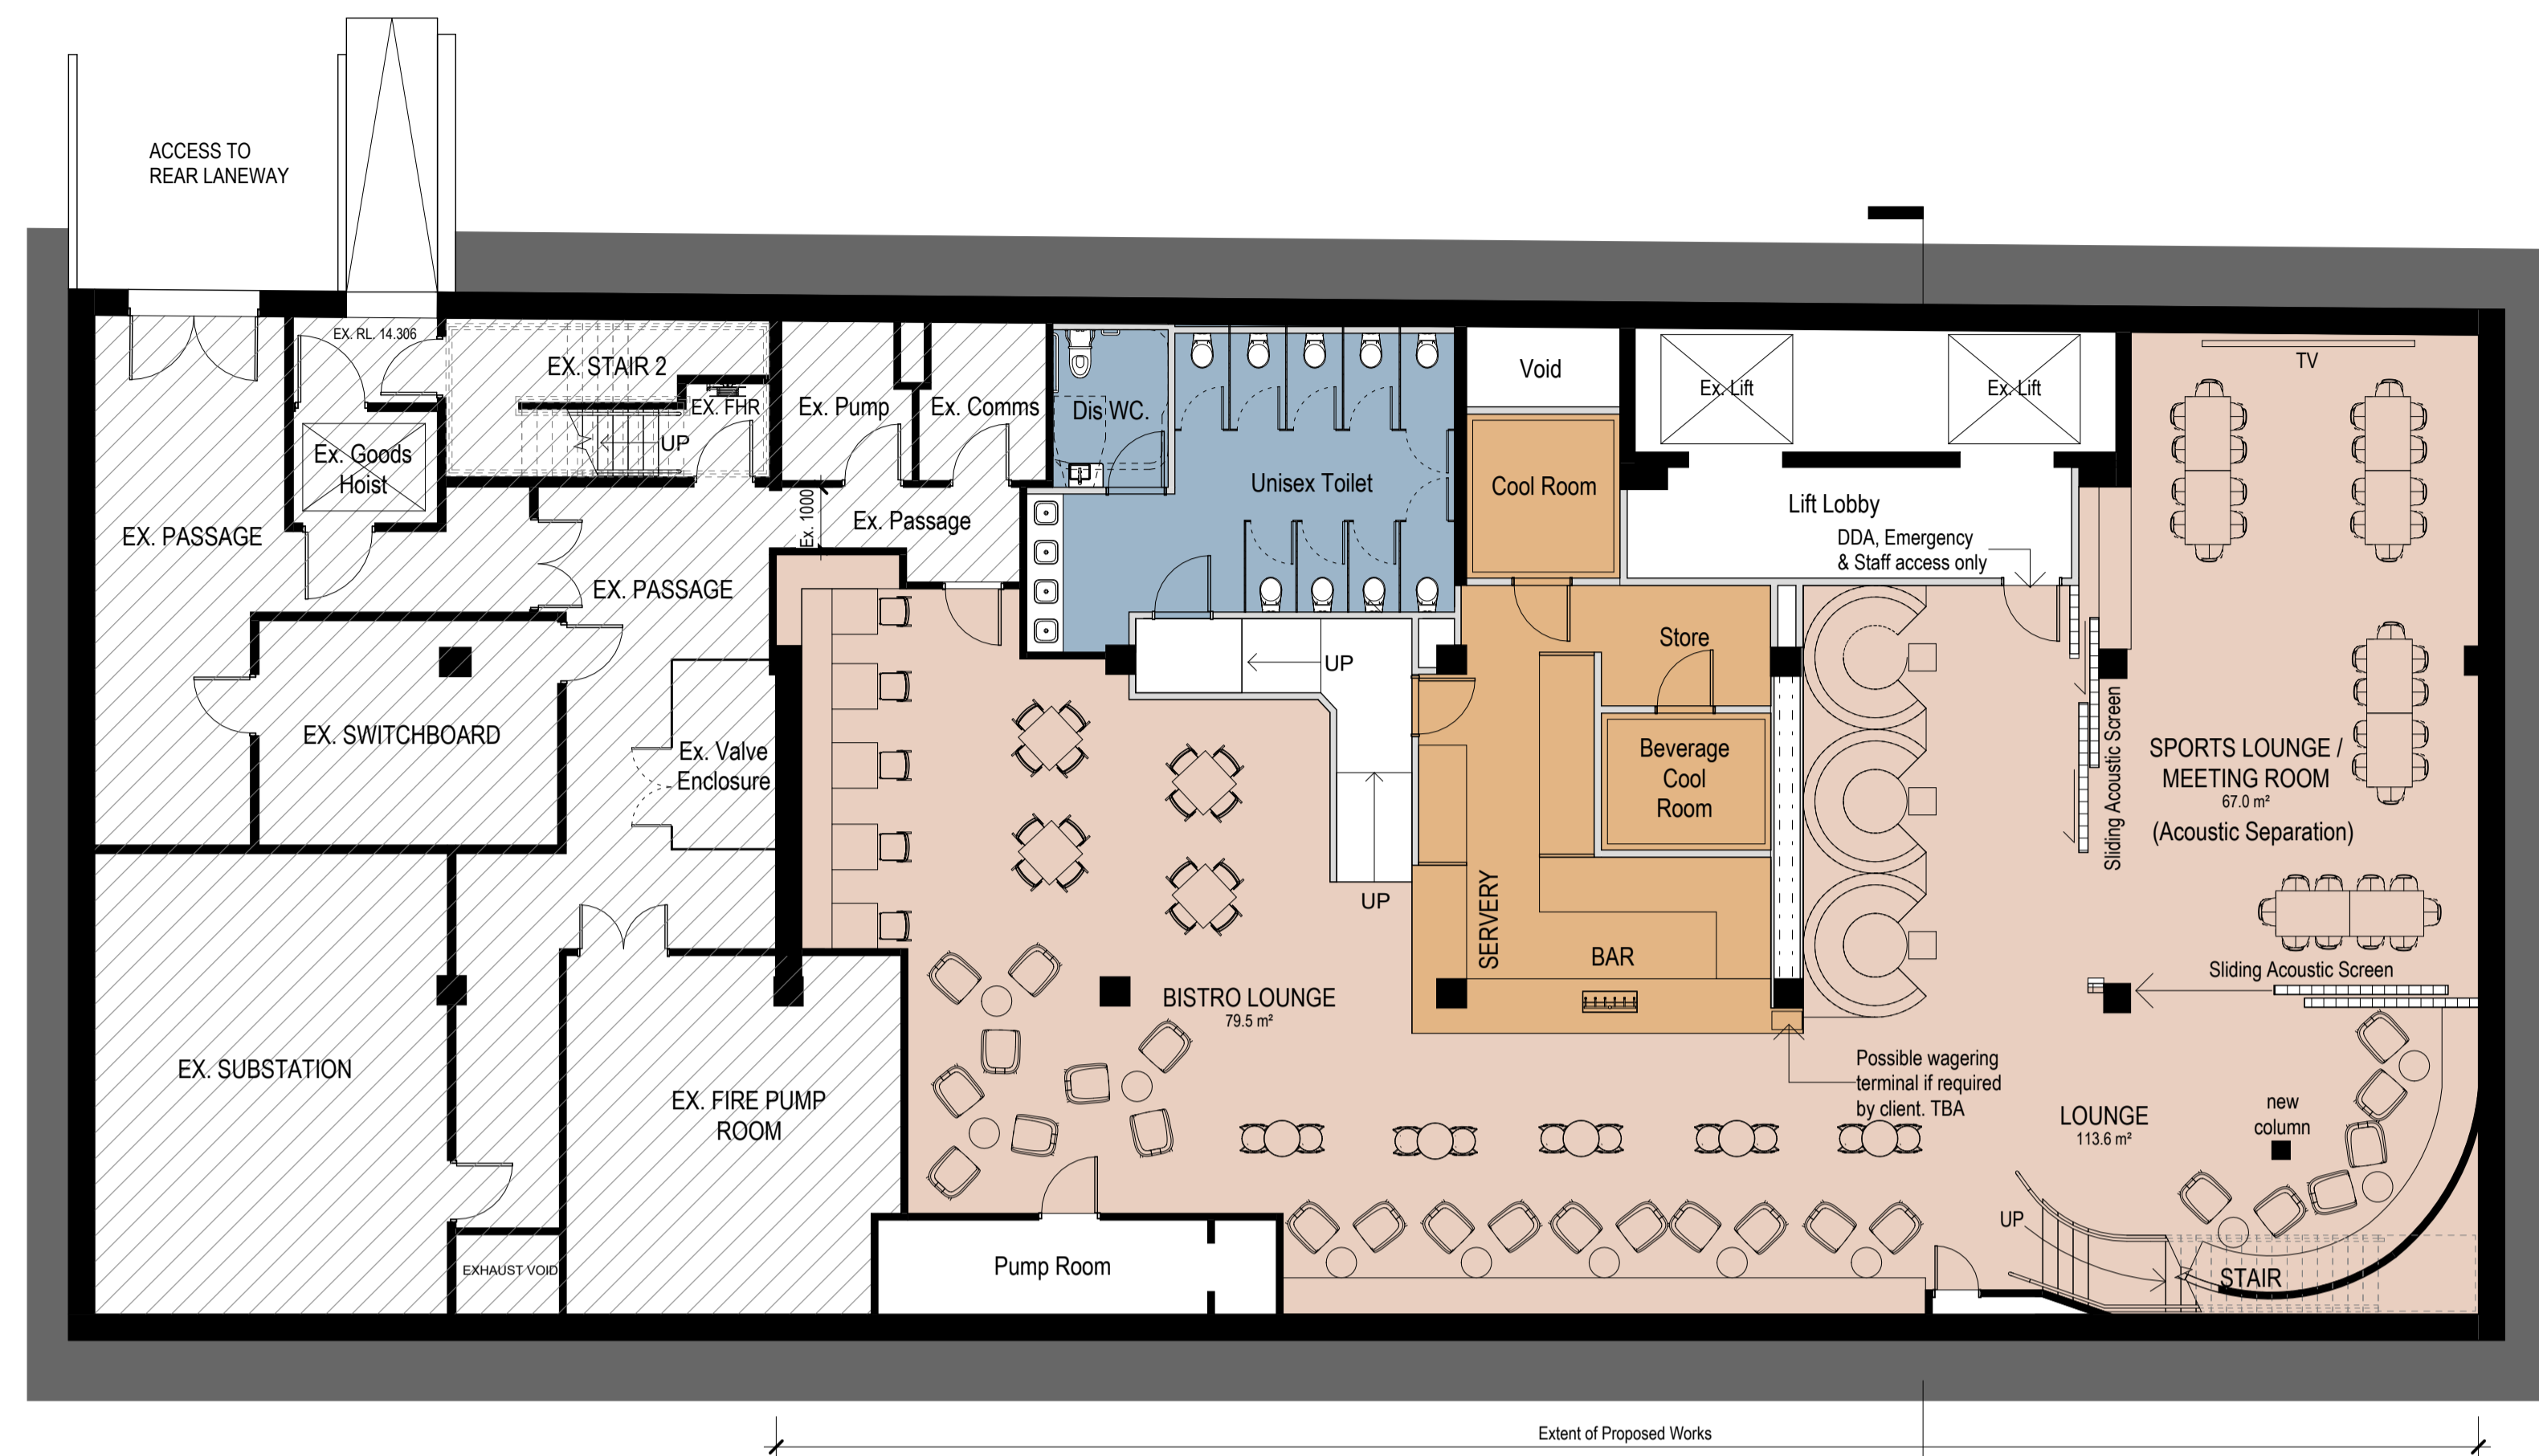 ACCESS TO
REAR LANEWAY
EX. RL. 14.306
EX. STAIR 2
EX. FHR
UP
Ex. Goods
Hoist
EX. PASSAGE
Ex. Pump
Ex. Comms
Ex. 1000
Ex. Passage
EX. PASSAGE
Dis WC.
Unisex Toilet
Void
Cool Room
Ex. Lift
Ex. Lift
Lift Lobby
DDA, Emergency
& Staff access only
TV
EX. SWITCHBOARD
Ex. Valve
Enclosure
UP
UP
Store
Beverage
Cool
Room
SERVERY
BAR
Sliding Acoustic Screen
SPORTS LOUNGE /
MEETING ROOM
67.0 m²
(Acoustic Separation)
Sliding Acoustic Screen
BISTRO LOUNGE
79.5 m²
EX. SUBSTATION
EX. FIRE PUMP
ROOM
Possible wagering
terminal if required
by client. TBA
LOUNGE
113.6 m²
new
column
UP
STAIR
EXHAUST VOID
Pump Room
Extent of Proposed Works